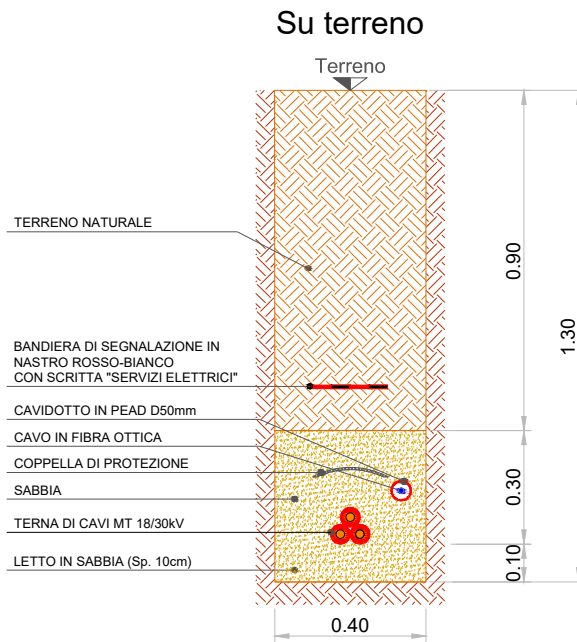 Su terreno
Terreno
TERRENO NATURALE
BANDIERA DI SEGNALAZIONE IN
NASTRO ROSSO-BIANCO
CON SCRITTA "SERVIZI ELETTRICI"
CAVIDOTTO IN PEAD D50mm
CAVO IN FIBRA OTTICA
COPPELLA DI PROTEZIONE
SABBIA
TERNA DI CAVI MT 18/30kV
LETTO IN SABBIA (Sp. 10cm)
0.90
1.30
0.30
0.10
0.40